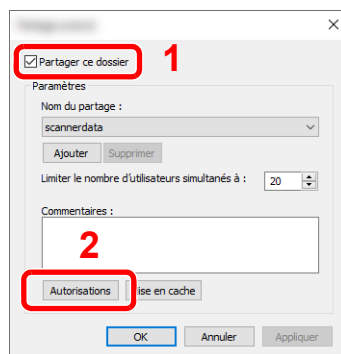 Partager ce dossier
1
Paramètres
Nom du partage :
scannerdata
Ajouter Supprimer
Limiter le nombre d'utilisateurs simultanés à : 20
Commentaires :
2
Autorisations ise en cache
OK Annuler Appliquer